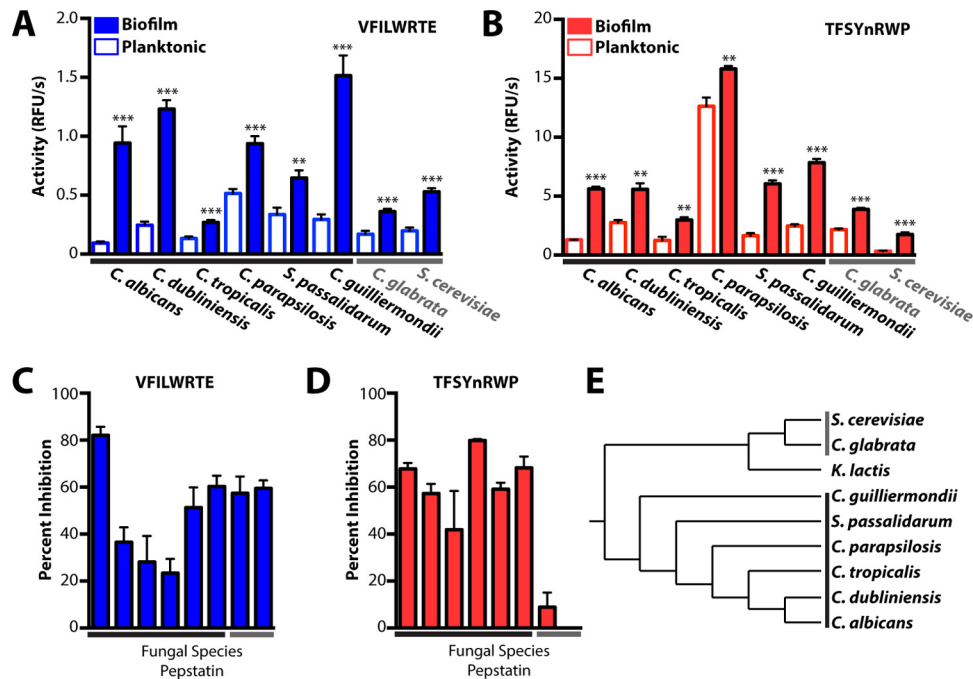 A
VFILWRTE
Biofilm
Planktonic
Activity (RFU/s)
2.0
1.5
1.0
0.5
0
***
***
***
***
**
***
***
***
C. albicans
C. dubliniensis
C. tropicalis
C. parapsilosis
S. passalidarum
C. guilliermondii
C. glabrata
S. cerevisiae
B
TFSYnRWP
Biofilm
Planktonic
Activity (RFU/s)
20
15
10
5
0
***
**
**
**
***
***
***
***
C. albicans
C. dubliniensis
C. tropicalis
C. parapsilosis
S. passalidarum
C. guilliermondii
C. glabrata
S. cerevisiae
C
VFILWRTE
Percent Inhibition
100
80
60
40
20
0
Fungal Species
Pepstatin
D
TFSYnRWP
Percent Inhibition
100
80
60
40
20
0
Fungal Species
Pepstatin
E
S. cerevisiae
C. glabrata
K. lactis
C. guilliermondii
S. passalidarum
C. parapsilosis
C. tropicalis
C. dubliniensis
C. albicans